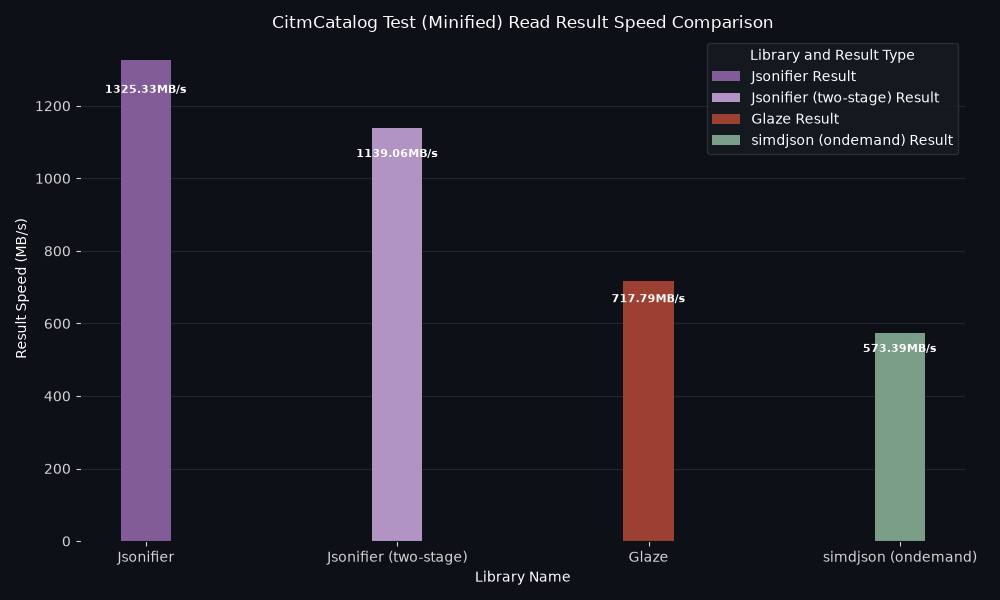 CitmCatalog Test (Minified) Read Result Speed Comparison
Library and Result Type
Jsonifier Result
Jsonifier (two-stage) Result
Glaze Result
simdjson (ondemand) Result
Result Speed (MB/s)
1200
1000
800
600
400
200
0
1325.33MB/s
1139.06MB/s
717.79MB/s
573.39MB/s
Jsonifier
Jsonifier (two-stage)
Glaze
simdjson (ondemand)
Library Name